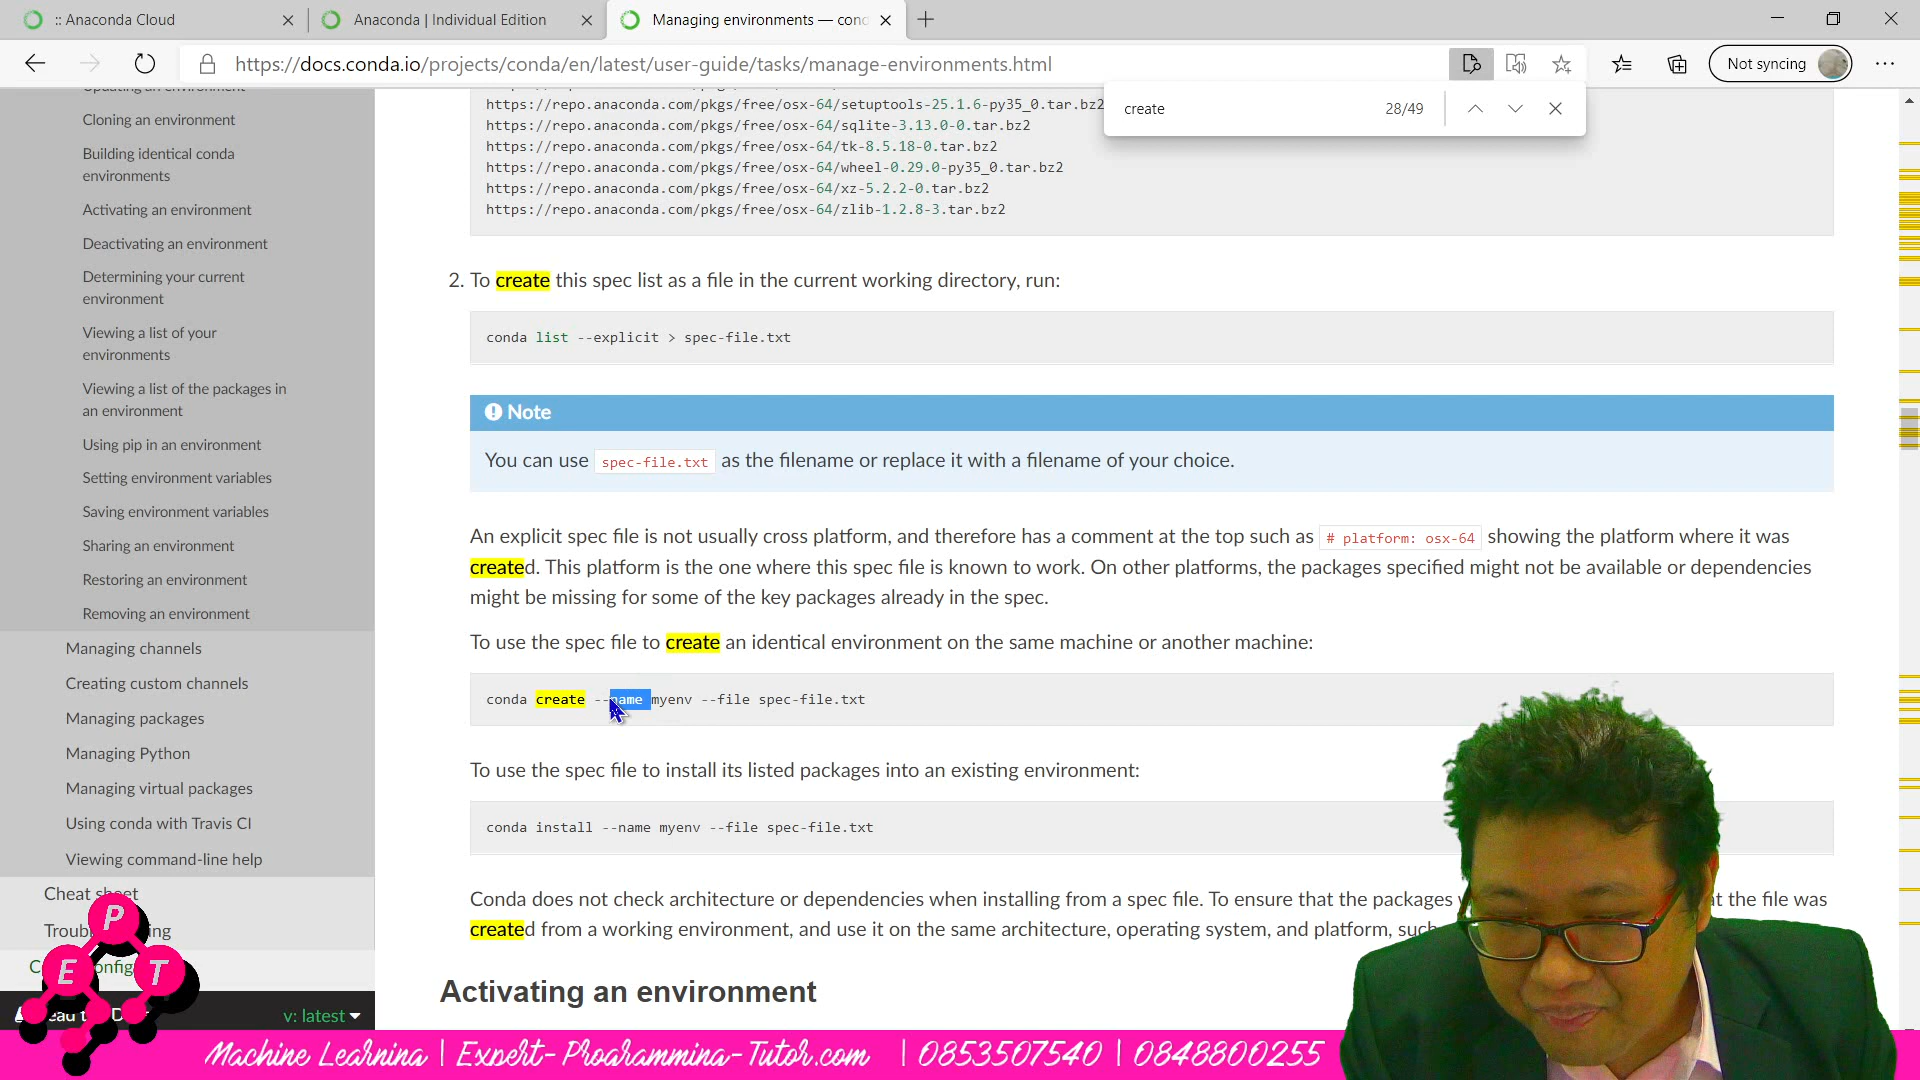 :: Anaconda Cloud
Anaconda | Individual Edition
Managing environments — conc
https://docs.conda.io/projects/conda/en/latest/user-guide/tasks/manage-environments.html
Not syncing
create
28/49
Updating an environment
Cloning an environment
Building identical conda
environments
Activating an environment
Deactivating an environment
Determining your current
environment
Viewing a list of your
environments
Viewing a list of the packages in
an environment
Using pip in an environment
Setting environment variables
Saving environment variables
Sharing an environment
Restoring an environment
Removing an environment
Managing channels
Creating custom channels
Managing packages
Managing Python
Managing virtual packages
Using conda with Travis CI
Viewing command-line help
Cheat sheet
v: latest
https://repo.anaconda.com/pkgs/free/osx-64/setuptools-25.1.6-py35_0.tar.bz2
https://repo.anaconda.com/pkgs/free/osx-64/sqlite-3.13.0-0.tar.bz2
https://repo.anaconda.com/pkgs/free/osx-64/tk-8.5.18-0.tar.bz2
https://repo.anaconda.com/pkgs/free/osx-64/wheel-0.29.0-py35_0.tar.bz2
https://repo.anaconda.com/pkgs/free/osx-64/xz-5.2.2-0.tar.bz2
https://repo.anaconda.com/pkgs/free/osx-64/zlib-1.2.8-3.tar.bz2
2. To create this spec list as a file in the current working directory, run:
conda list --explicit > spec-file.txt
Note
You can use spec-file.txt as the filename or replace it with a filename of your choice.
An explicit spec file is not usually cross platform, and therefore has a comment at the top such as # platform: osx-64 showing the platform where it was
created. This platform is the one where this spec file is known to work. On other platforms, the packages specified might not be available or dependencies
might be missing for some of the key packages already in the spec.
To use the spec file to create an identical environment on the same machine or another machine:
conda create --name myenv --file spec-file.txt
To use the spec file to install its listed packages into an existing environment:
conda install --name myenv --file spec-file.txt
Conda does not check architecture or dependencies when installing from a spec file. To ensure that the packages t the file was
created from a working environment, and use it on the same architecture, operating system, and platform, such
Activating an environment
P
E T
Machine Learning | Expert-Programming-Tutor.com | 0853507540 | 0848800255